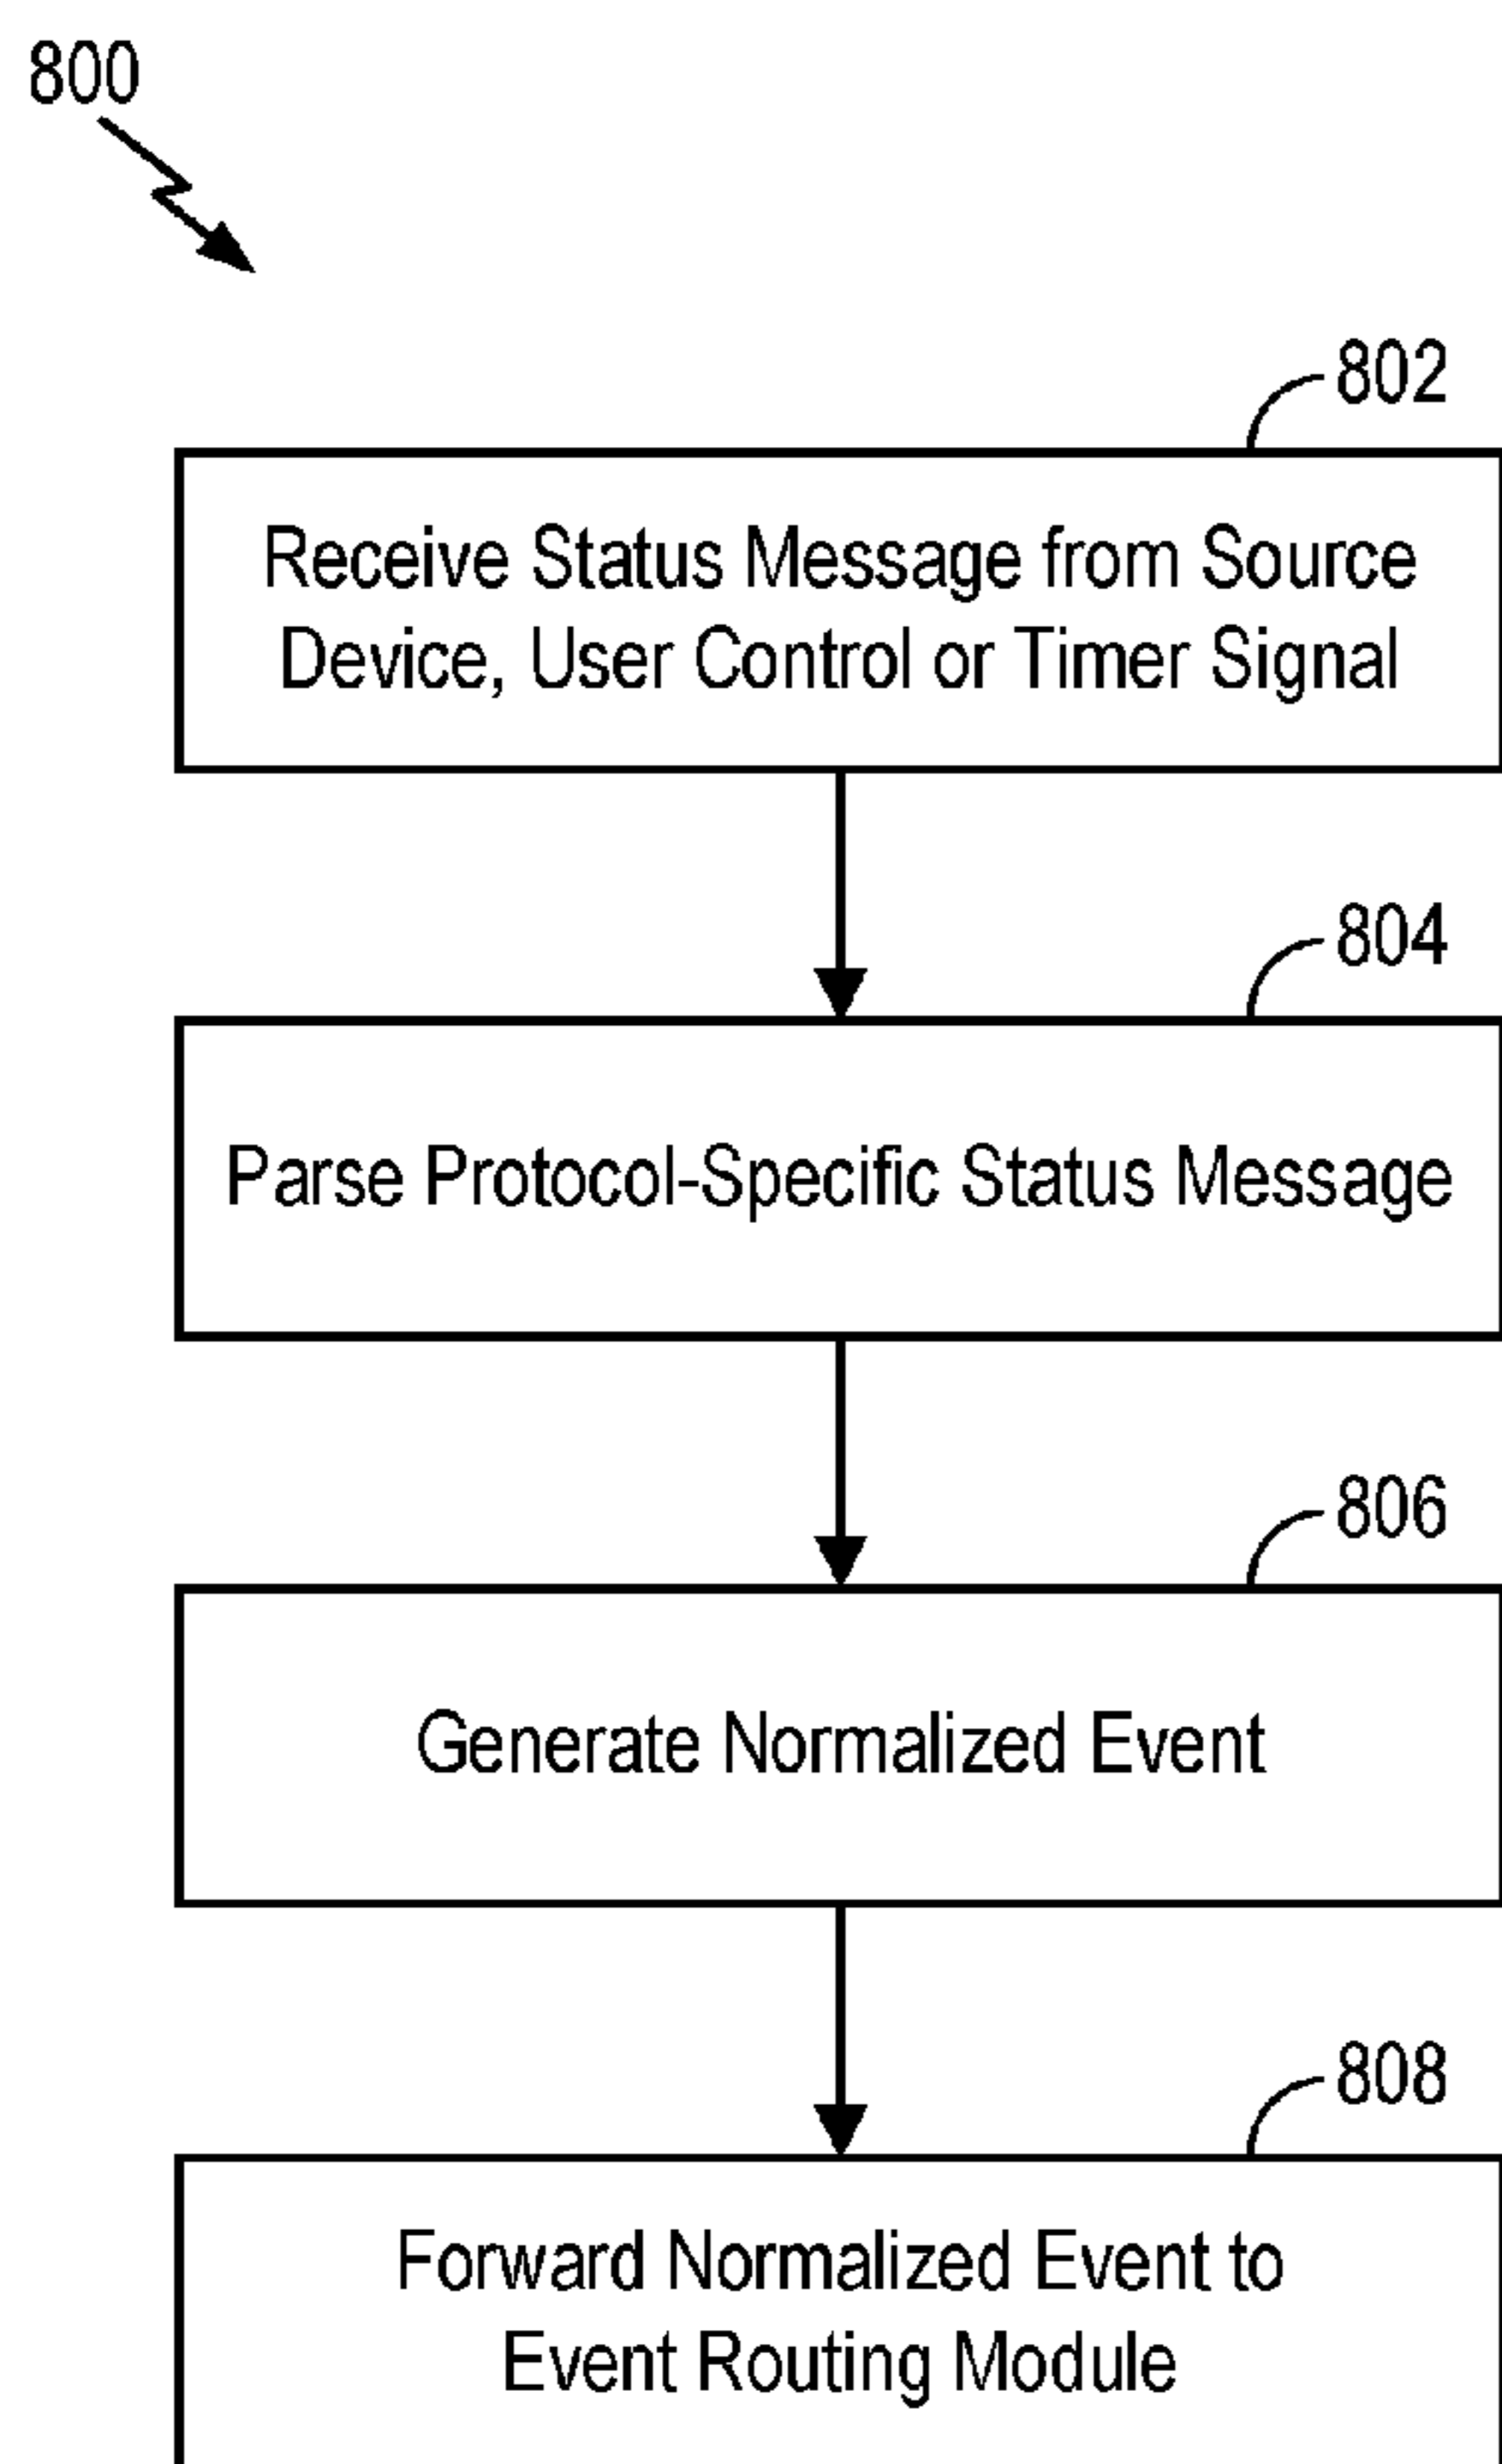 800
802
Receive Status Message from Source
Device, User Control or Timer Signal
804
Parse Protocol-Specific Status Message
806
Generate Normalized Event
808
Forward Normalized Event to
Event Routing Module